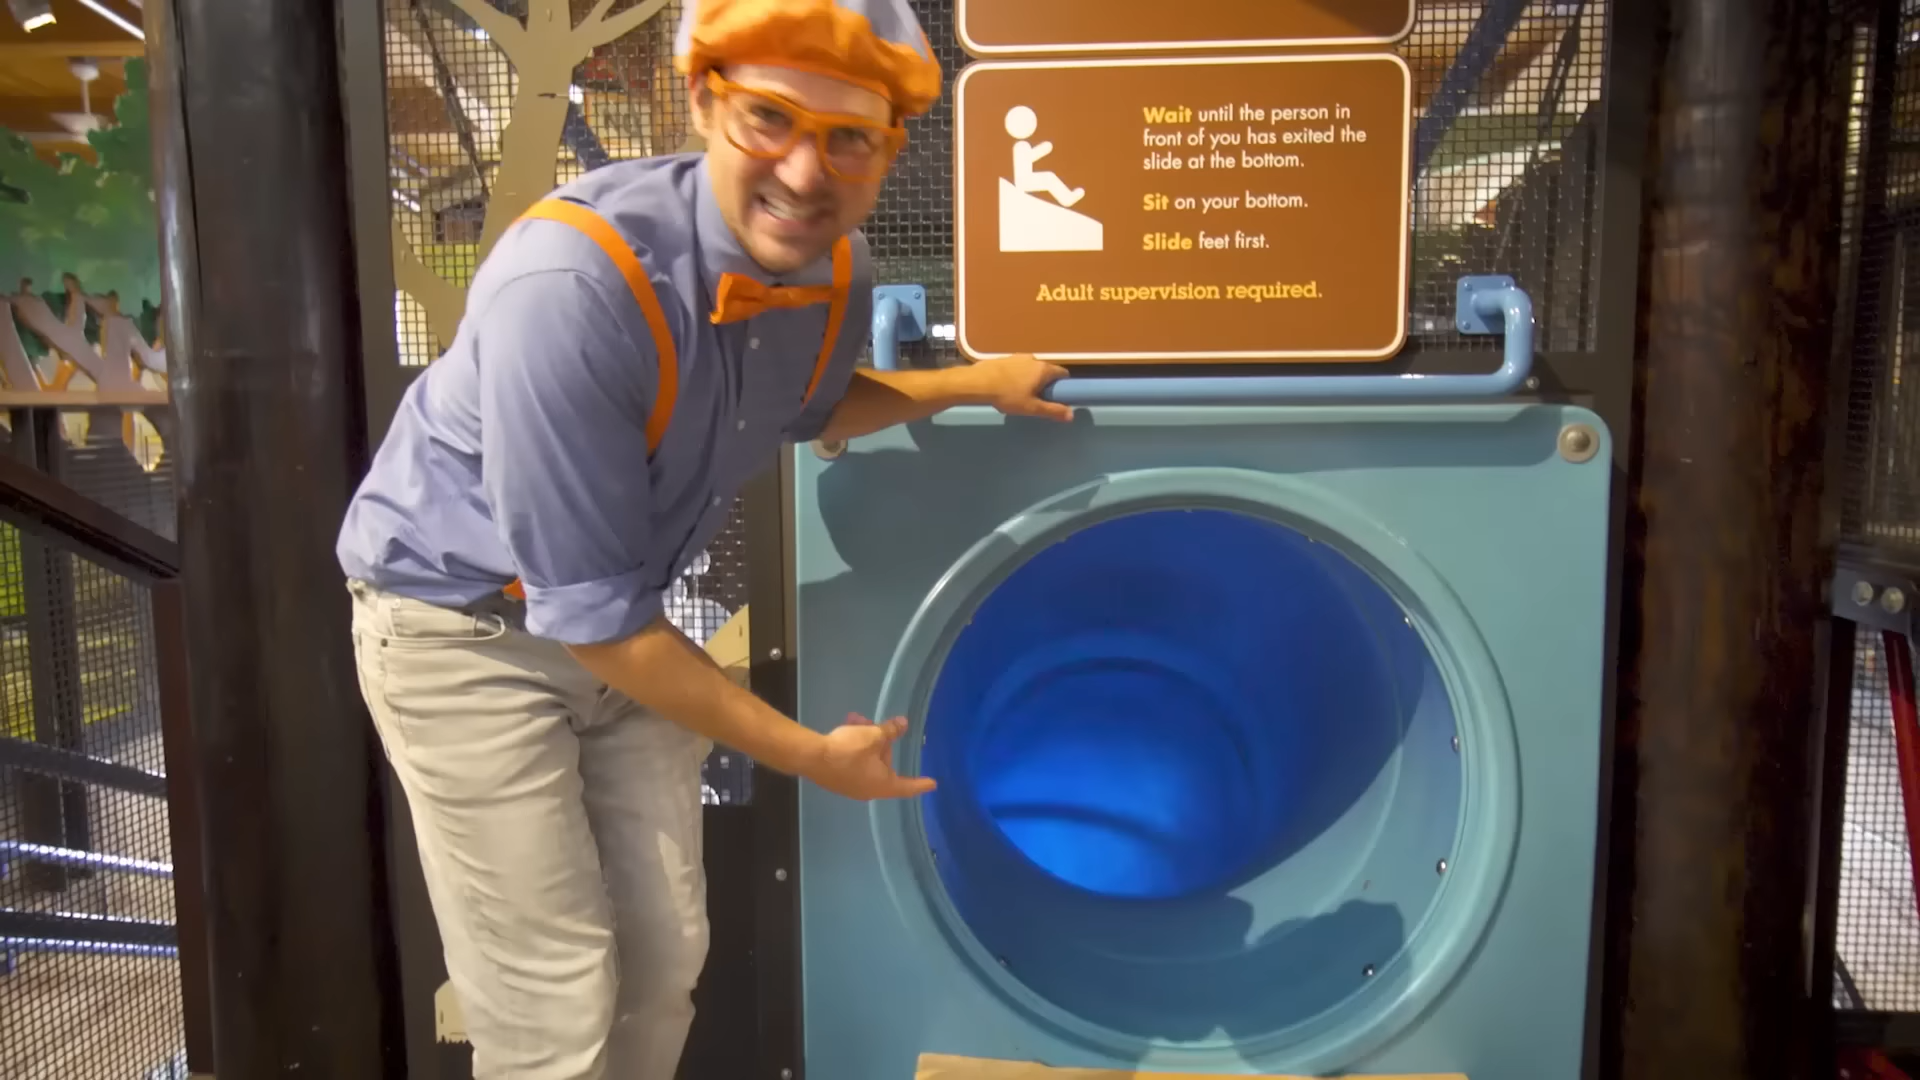 Wait until the person in
front of you has exited the
slide at the bottom.
Sit on your bottom.
Slide feet first.
Adult supervision required.